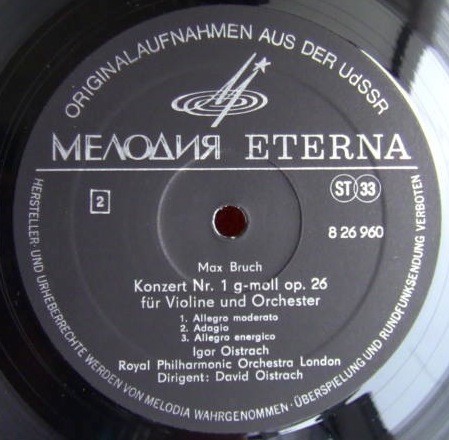 ORIGINALAUFNAHMEN AUS DER UdSSR
МЕЛОДИЯ ETERNA
2
ST 33
8 26 960
Max Bruch
Konzert Nr. 1 g-moll op. 26
für Violine und Orchester
1. Allegro moderato
2. Adagio
3. Allegro energico
Igor Oistrach
Royal Philharmonic Orchestra London
Dirigent: David Oistrach
HERSTELLER- UND URHEBERRECHTE WERDEN VON MELODIA WAHRGENOMMEN · ÜBERSPIELUNG UND RUNDFUNKSENDUNG VERBOTEN